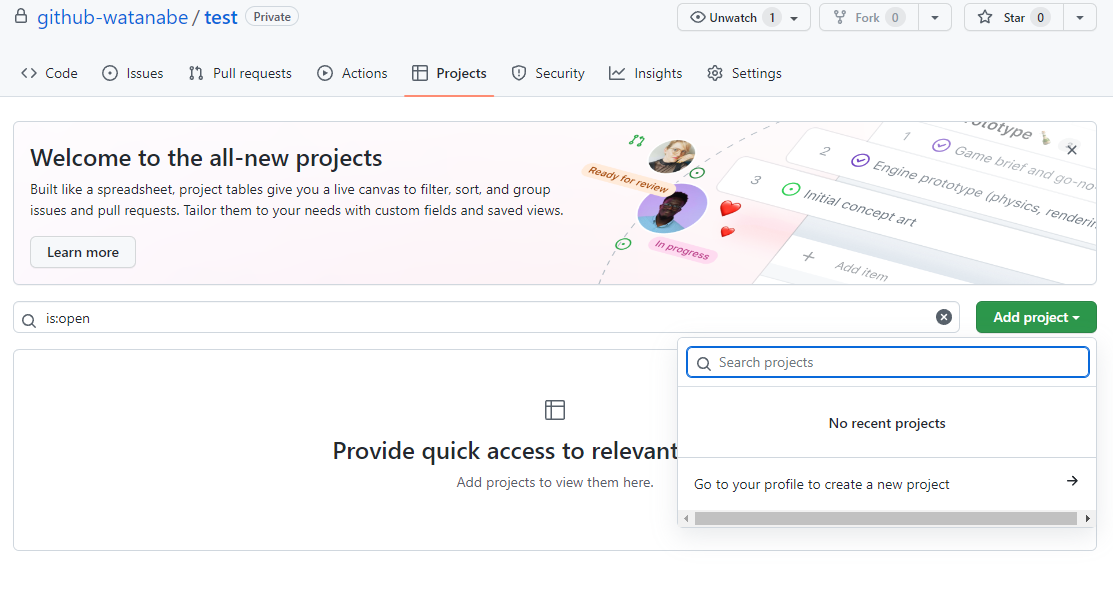 github-watanabe / test Private
Unwatch 1
Fork 0
Star 0
Code
Issues
Pull requests
Actions
Projects
Security
Insights
Settings
Welcome to the all-new projects
Built like a spreadsheet, project tables give you a live canvas to filter, sort, and group
issues and pull requests. Tailor them to your needs with custom fields and saved views.
Learn more
Ready for review
In progress
1 Game brief and go-no-
2 Engine prototype (physics, renderin
3 Initial concept art
+ Add item
is:open
Add project
Search projects
No recent projects
Go to your profile to create a new project
Provide quick access to relevant
Add projects to view them here.